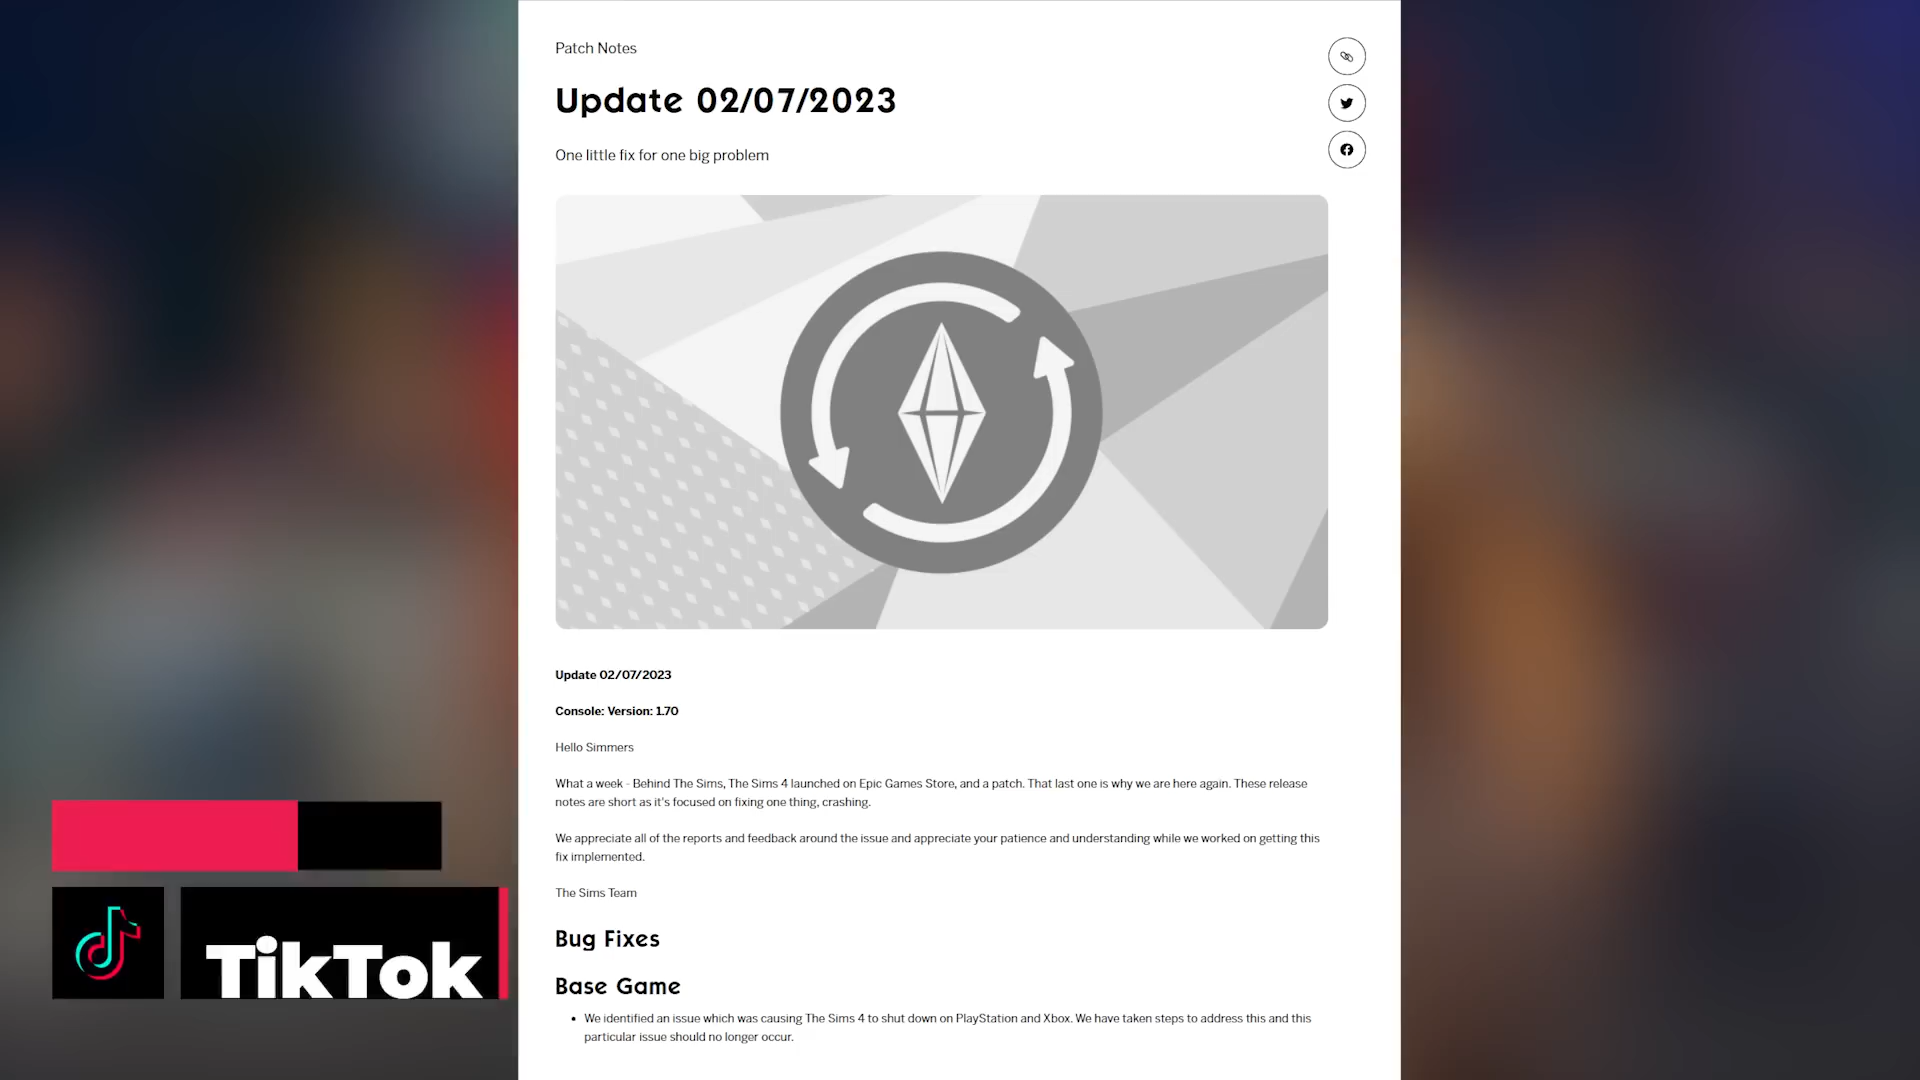 Patch Notes
Update 02/07/2023
One little fix for one big problem
Update 02/07/2023
Console: Version: 1.70
Hello Simmers
What a week - Behind The Sims, The Sims 4 launched on Epic Games Store, and a patch. That last one is why we are here again. These release
notes are short as it's focused on fixing one thing, crashing.
We appreciate all of the reports and feedback around the issue and appreciate your patience and understanding while we worked on getting this
fix implemented.
The Sims Team
Bug Fixes
Base Game
• We identified an issue which was causing The Sims 4 to shut down on PlayStation and Xbox. We have taken steps to address this and this
particular issue should no longer occur.
TikTok